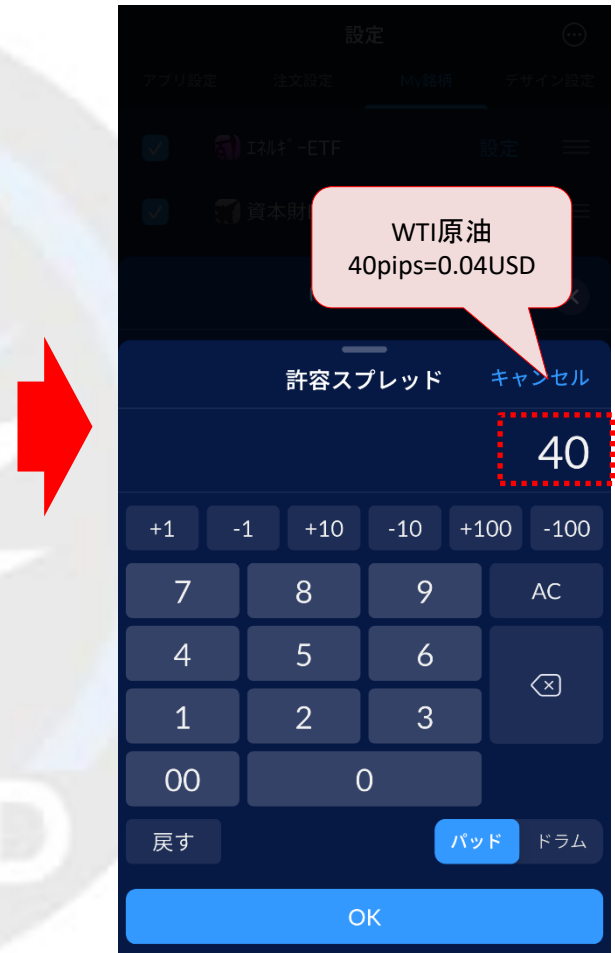 設定
アプリ設定 注文設定 My銘柄 デザイン設定
ｴﾈﾙｷﾞｰETF 設定
資本財
WTI原油
40pips=0.04USD
許容スプレッド キャンセル
40
+1 -1 +10 -10 +100 -100
7 8 9 AC
4 5 6
1 2 3
00 0
戻す パッド ドラム
OK